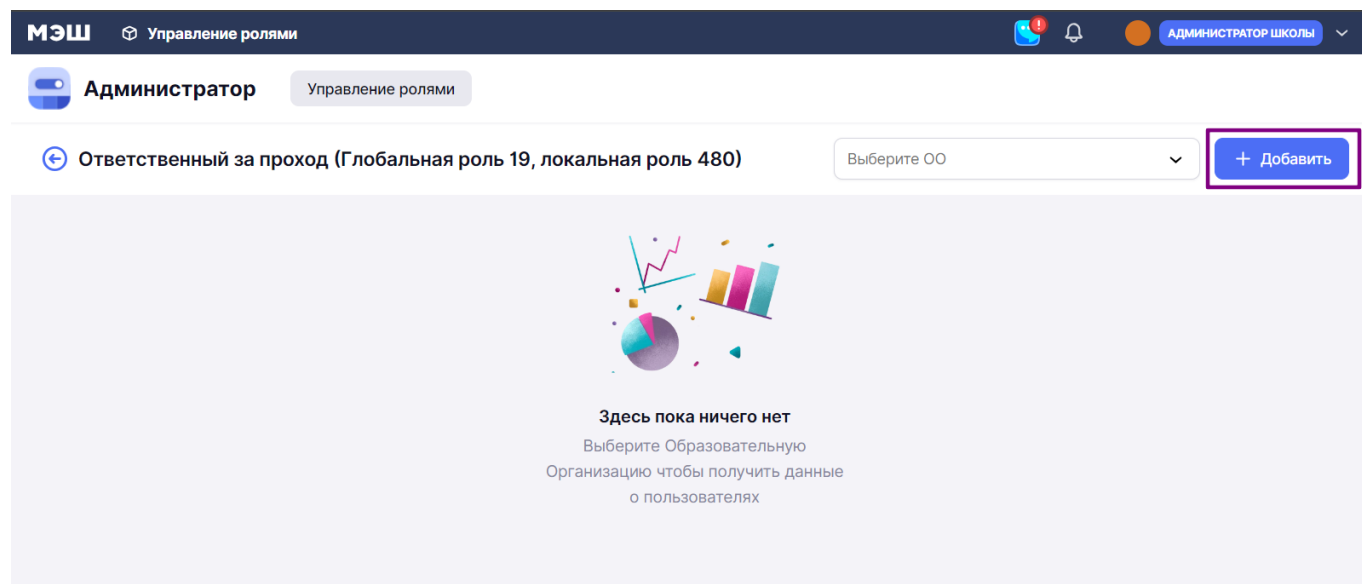 МЭШ Управление ролями АДМИНИСТРАТОР ШКОЛЫ
Администратор Управление ролями
Ответственный за проход (Глобальная роль 19, локальная роль 480) Выберите ОО + Добавить
Здесь пока ничего нет
Выберите Образовательную
Организацию чтобы получить данные
о пользователях